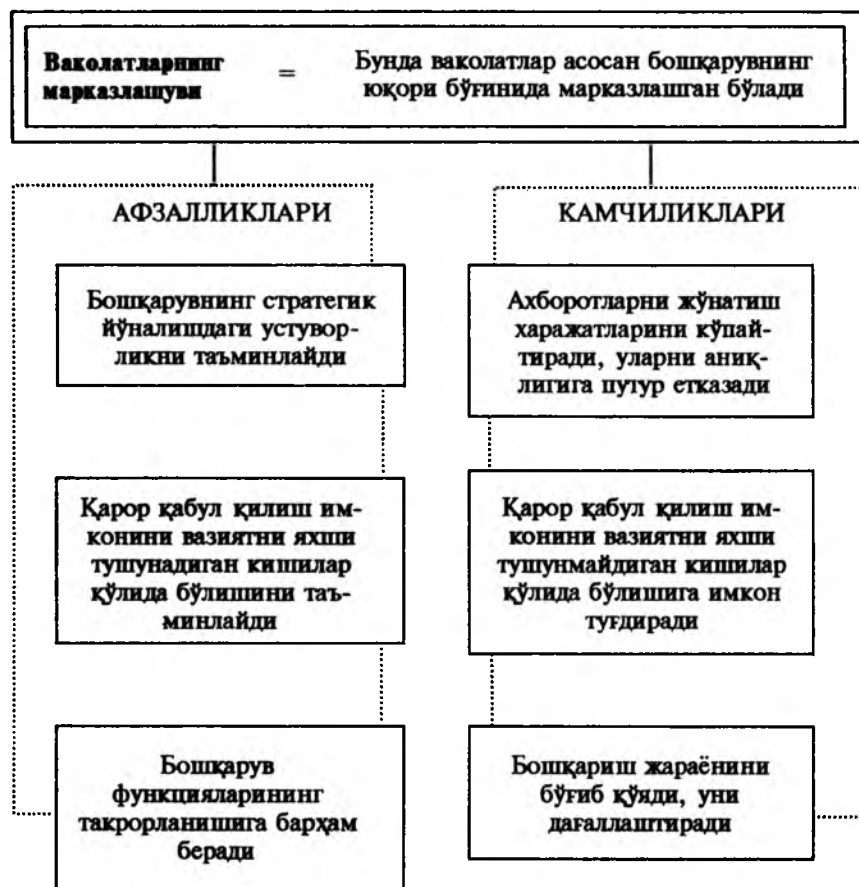 Ваколатларнинг = Бунда ваколатлар асосан бошқарувнинг
марказлашуви юқори бўғинида марказлашган бўлади
АФЗАЛЛИКЛАРИ
Бошқарувнинг стратегик
йўналишдаги устувор-
ликни таъминлайди
Қарор қабул қилиш им-
конини вазиятни яхши
тушунадиган кишилар
қўлида бўлишини таъ-
минлайди
Бошқарув
функцияларининг
такрорланишига барҳам
беради
КАМЧИЛИКЛАРИ
Ахборотларни жўнатиш
харажатларини кўпай-
тиради, уларни аниқ-
лигига путур етказади
Қарор қабул қилиш им-
конини вазиятни яхши
тушунмайдиган кишилар
қўлида бўлишига имкон
туғдиради
Бошқариш жараёнини
бўғиб қўяди, уни
дағаллаштиради